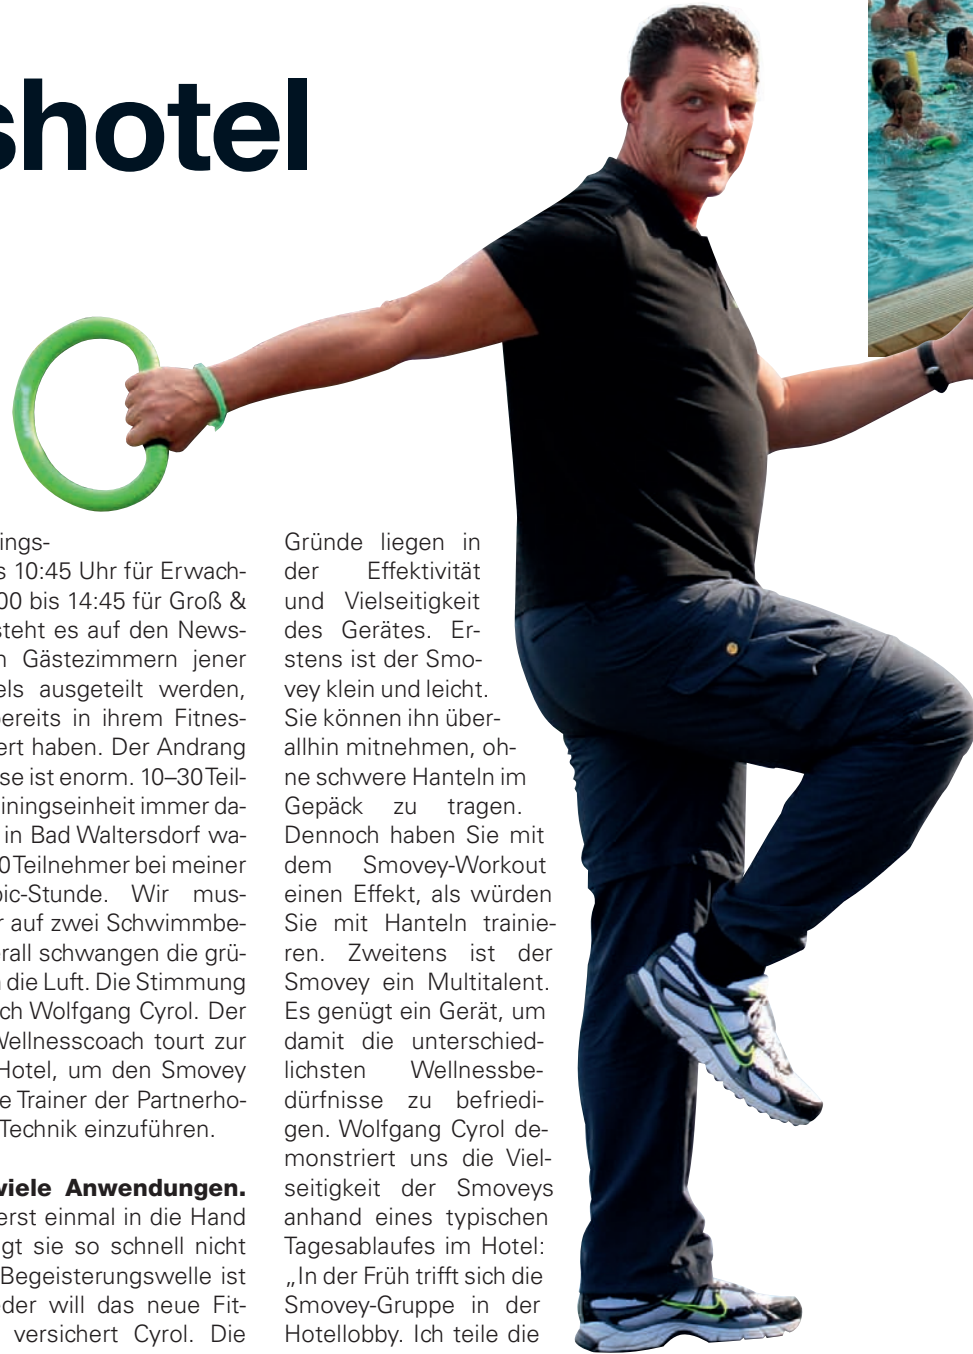 shotel
ings-
s 10:45 Uhr für Erwach-
00 bis 14:45 für Groß &
steht es auf den News-
n Gästezimmern jener
els ausgeteilt werden,
bereits in ihrem Fitnes-
ert haben. Der Andrang
se ist enorm. 10–30 Teil-
iningseinheit immer da-
in Bad Waltersdorf wa-
0 Teilnehmer bei meiner
bic-Stunde. Wir mus-
r auf zwei Schwimmbe-
rall schwangen die grü-
n die Luft. Die Stimmung
ch Wolfgang Cyrol. Der
Wellnesscoach tourt zur
Hotel, um den Smovey
e Trainer der Partnerho-
Technik einzuführen.
viele Anwendungen.
erst einmal in die Hand
gt sie so schnell nicht
Begeisterungswelle ist
der will das neue Fit-
versichert Cyrol. Die
Gründe liegen in
der Effektivität
und Vielseitigkeit
des Gerätes. Er-
stens ist der Smo-
vey klein und leicht.
Sie können ihn über-
allhin mitnehmen, oh-
ne schwere Hanteln im
Gepäck zu tragen.
Dennoch haben Sie mit
dem Smovey-Workout
einen Effekt, als würden
Sie mit Hanteln trainie-
ren. Zweitens ist der
Smovey ein Multitalent.
Es genügt ein Gerät, um
damit die unterschied-
lichsten Wellnessbe-
dürfnisse zu befriedi-
gen. Wolfgang Cyrol de-
monstriert uns die Viel-
seitigkeit der Smoveys
anhand eines typischen
Tagesablaufes im Hotel:
„In der Früh trifft sich die
Smovey-Gruppe in der
Hotellobby. Ich teile die